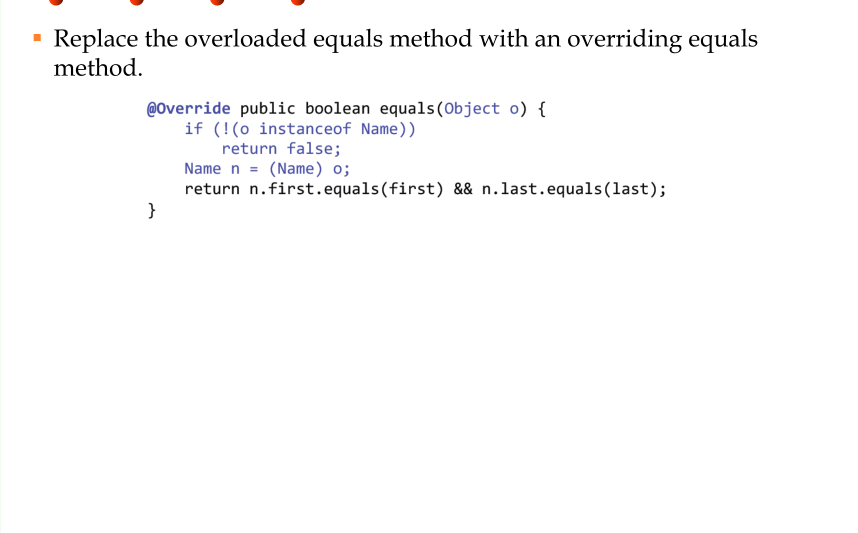 Replace the overloaded equals method with an overriding equals
method.
@Override public boolean equals(Object o) {
    if (!(o instanceof Name))
        return false;
    Name n = (Name) o;
    return n.first.equals(first) && n.last.equals(last);
}